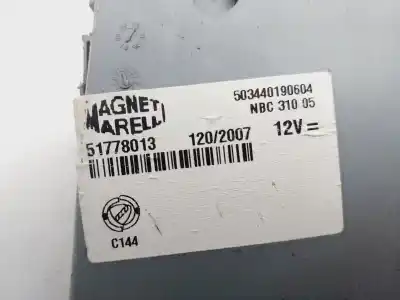 MAGNETI
MARELLI
503440190604
NBC 310 05
51778013 120/2007 12V=
C144